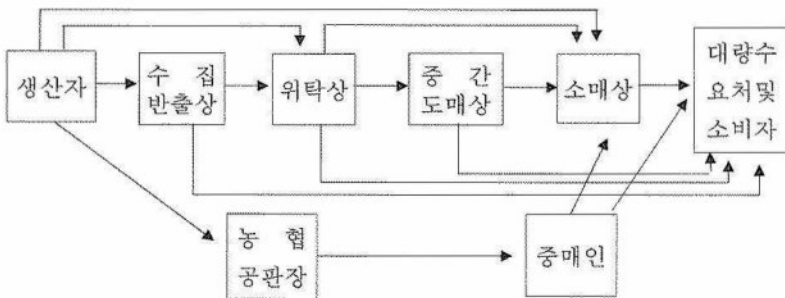 생산자
수 집
반출상
위탁상
중 간
도매상
소매상
대량수
요처및
소비자
농 협
공판장
중매인